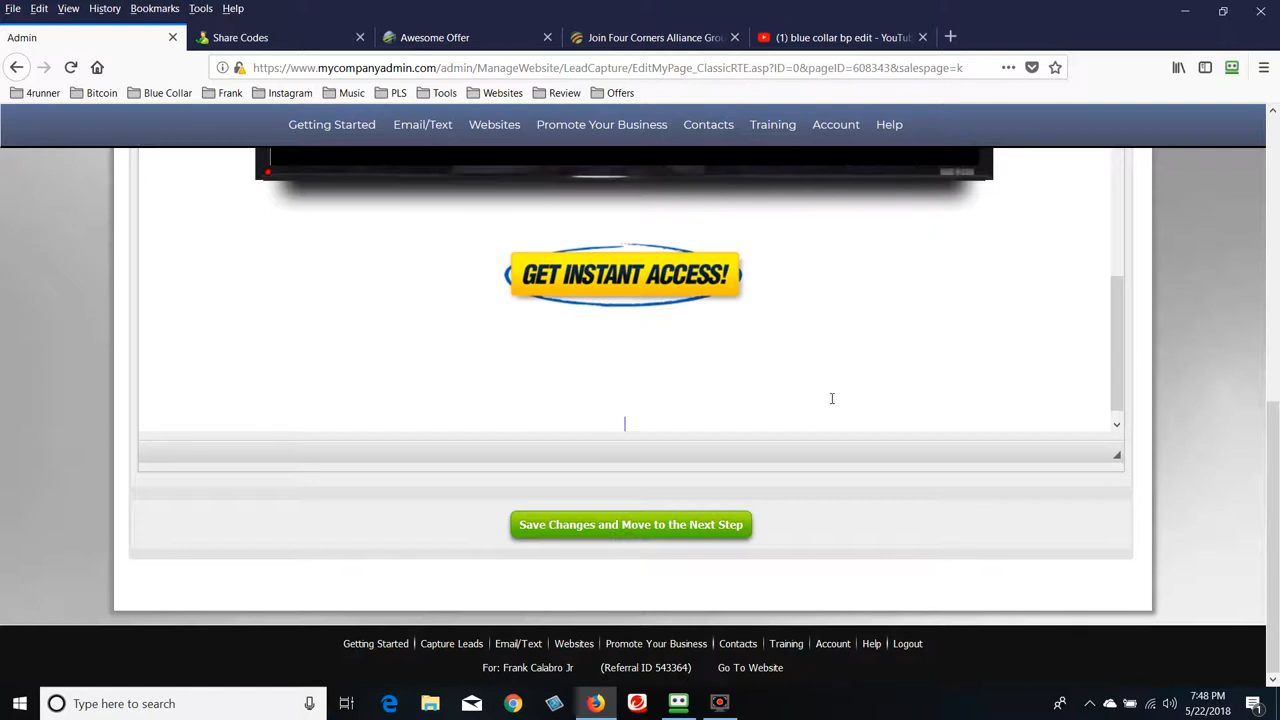 File Edit View History Bookmarks Tools Help
Admin
Share Codes
Awesome Offer
Join Four Corners Alliance Grou
(1) blue collar bp edit - YouTub
https://www.mycompanyadmin.com/admin/ManageWebsite/LeadCapture/EditMyPage_ClassicRTE.asp?ID=0&pageID=608343&salespage=k
4runner Bitcoin Blue Collar Frank Instagram Music PLS Tools Websites Review Offers
Getting Started Email/Text Websites Promote Your Business Contacts Training Account Help
GET INSTANT ACCESS!
Save Changes and Move to the Next Step
Getting Started Capture Leads Email/Text Websites Promote Your Business Contacts Training Account Help Logout
For: Frank Calabro Jr (Referral ID 543364) Go To Website
Type here to search
7:48 PM
5/22/2018
1